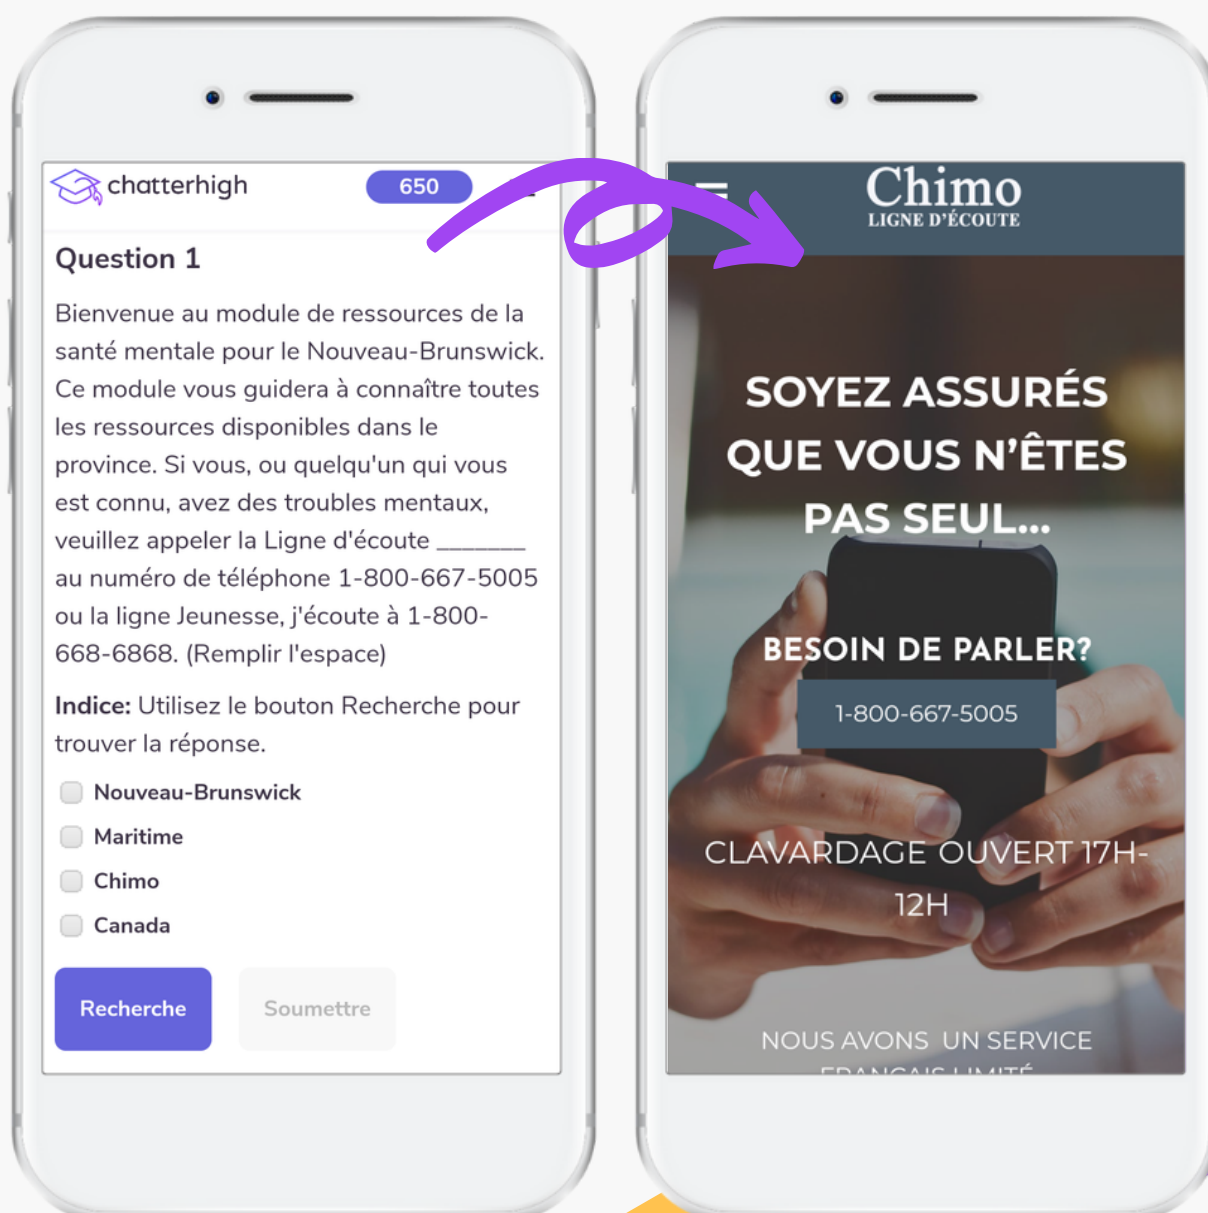 chatterhigh
650
Question 1
Bienvenue au module de ressources de la
santé mentale pour le Nouveau-Brunswick.
Ce module vous guidera à connaître toutes
les ressources disponibles dans le
province. Si vous, ou quelqu'un qui vous
est connu, avez des troubles mentaux,
veuillez appeler la Ligne d'écoute _______
au numéro de téléphone 1-800-667-5005
ou la ligne Jeunesse, j'écoute à 1-800-
668-6868. (Remplir l'espace)
Indice: Utilisez le bouton Recherche pour
trouver la réponse.
Nouveau-Brunswick
Maritime
Chimo
Canada
Recherche
Soumettre
Chimo
LIGNE D'ÉCOUTE
SOYEZ ASSURÉS
QUE VOUS N'ÊTES
PAS SEUL...
BESOIN DE PARLER?
1-800-667-5005
CLAVARDAGE OUVERT 17H-
12H
NOUS AVONS UN SERVICE
FRANÇAIS LIMITÉ